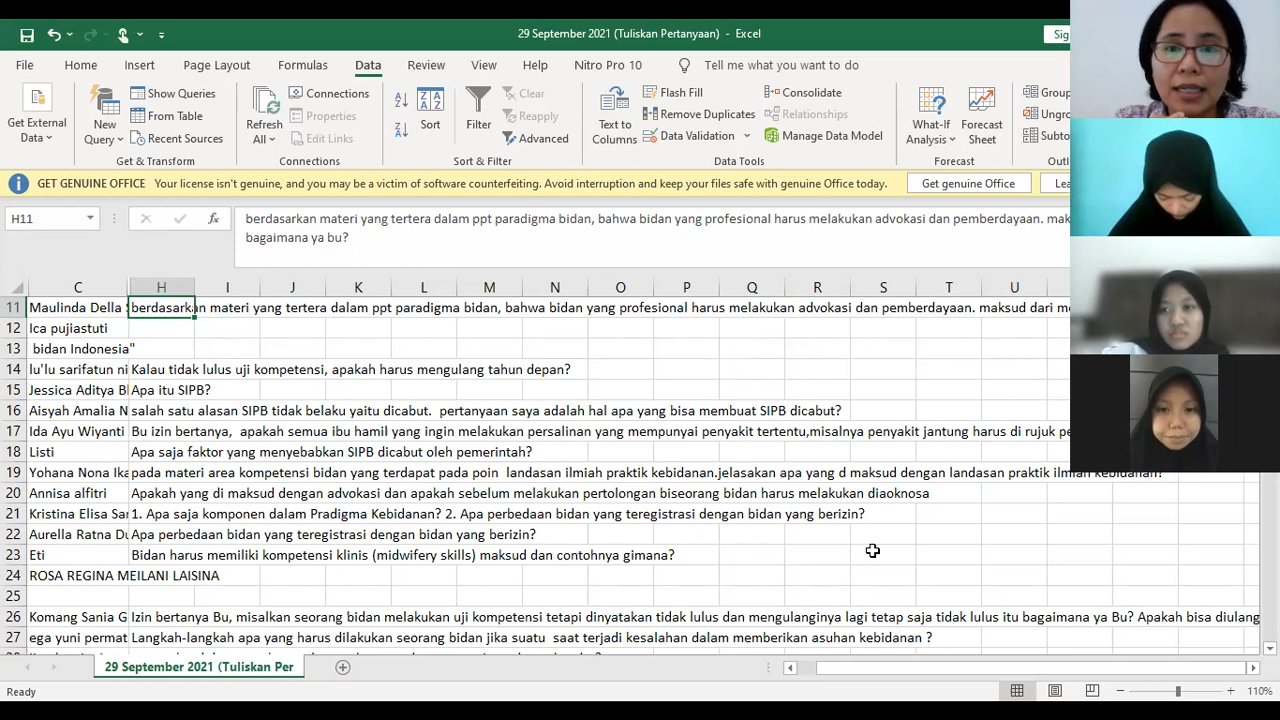 29 September 2021 (Tuliskan Pertanyaan) - Excel
File Home Insert Page Layout Formulas Data Review View Help Nitro Pro 10 Tell me what you want to do
Get External Data
New Query
Show Queries
From Table
Recent Sources
Get & Transform
Refresh All
Connections
Properties
Edit Links
Connections
Sort
Filter
Clear
Reapply
Advanced
Sort & Filter
Text to Columns
Flash Fill
Remove Duplicates
Data Validation
Consolidate
Relationships
Manage Data Model
Data Tools
What-If Analysis
Forecast Sheet
Forecast
GET GENUINE OFFICE Your license isn't genuine, and you may be a victim of software counterfeiting. Avoid interruption and keep your files safe with genuine Office today. Get genuine Office
H11
fx
berdasarkan materi yang tertera dalam ppt paradigma bidan, bahwa bidan yang profesional harus melakukan advokasi dan pemberdayaan.
bagaimana ya bu?
C H I J K L M N O P Q R S T U
11 Maulinda Della berdasarkan materi yang tertera dalam ppt paradigma bidan, bahwa bidan yang profesional harus melakukan advokasi dan pemberdayaan. maksud dari
12 Ica pujiastuti
13 bidan Indonesia"
14 lu'lu sarifatun ni Kalau tidak lulus uji kompetensi, apakah harus mengulang tahun depan?
15 Jessica Aditya Apa itu SIPB?
16 Aisyah Amalia N salah satu alasan SIPB tidak belaku yaitu dicabut. pertanyaan saya adalah hal apa yang bisa membuat SIPB dicabut?
17 Ida Ayu Wiyanti Bu izin bertanya, apakah semua ibu hamil yang ingin melakukan persalinan yang mempunyai penyakit tertentu,misalnya penyakit jantung harus di rujuk
18 Listi Apa saja faktor yang menyebabkan SIPB dicabut oleh pemerintah?
19 Yohana Nona Ika pada materi area kompetensi bidan yang terdapat pada poin landasan ilmiah praktik kebidanan.jelasakan apa yang d maksud dengan landasan praktik ilmiah kebidanan?
20 Annisa alfitri Apakah yang di maksud dengan advokasi dan apakah sebelum melakukan pertolongan biseorang bidan harus melakukan diaoknosa
21 Kristina Elisa Sar 1. Apa saja komponen dalam Pradigma Kebidanan? 2. Apa perbedaan bidan yang teregistrasi dengan bidan yang berizin?
22 Aurella Ratna Du Apa perbedaan bidan yang teregistrasi dengan bidan yang berizin?
23 Eti Bidan harus memiliki kompetensi klinis (midwifery skills) maksud dan contohnya gimana?
24 ROSA REGINA MEILANI LAISINA
25
26 Komang Sania G Izin bertanya Bu, misalkan seorang bidan melakukan uji kompetensi tetapi dinyatakan tidak lulus dan mengulanginya lagi tetap saja tidak lulus itu bagaimana ya Bu? Apakah bisa diulang
27 ega yuni permat Langkah-langkah apa yang harus dilakukan seorang bidan jika suatu saat terjadi kesalahan dalam memberikan asuhan kebidanan ?
29 September 2021 (Tuliskan Per
Ready
110%